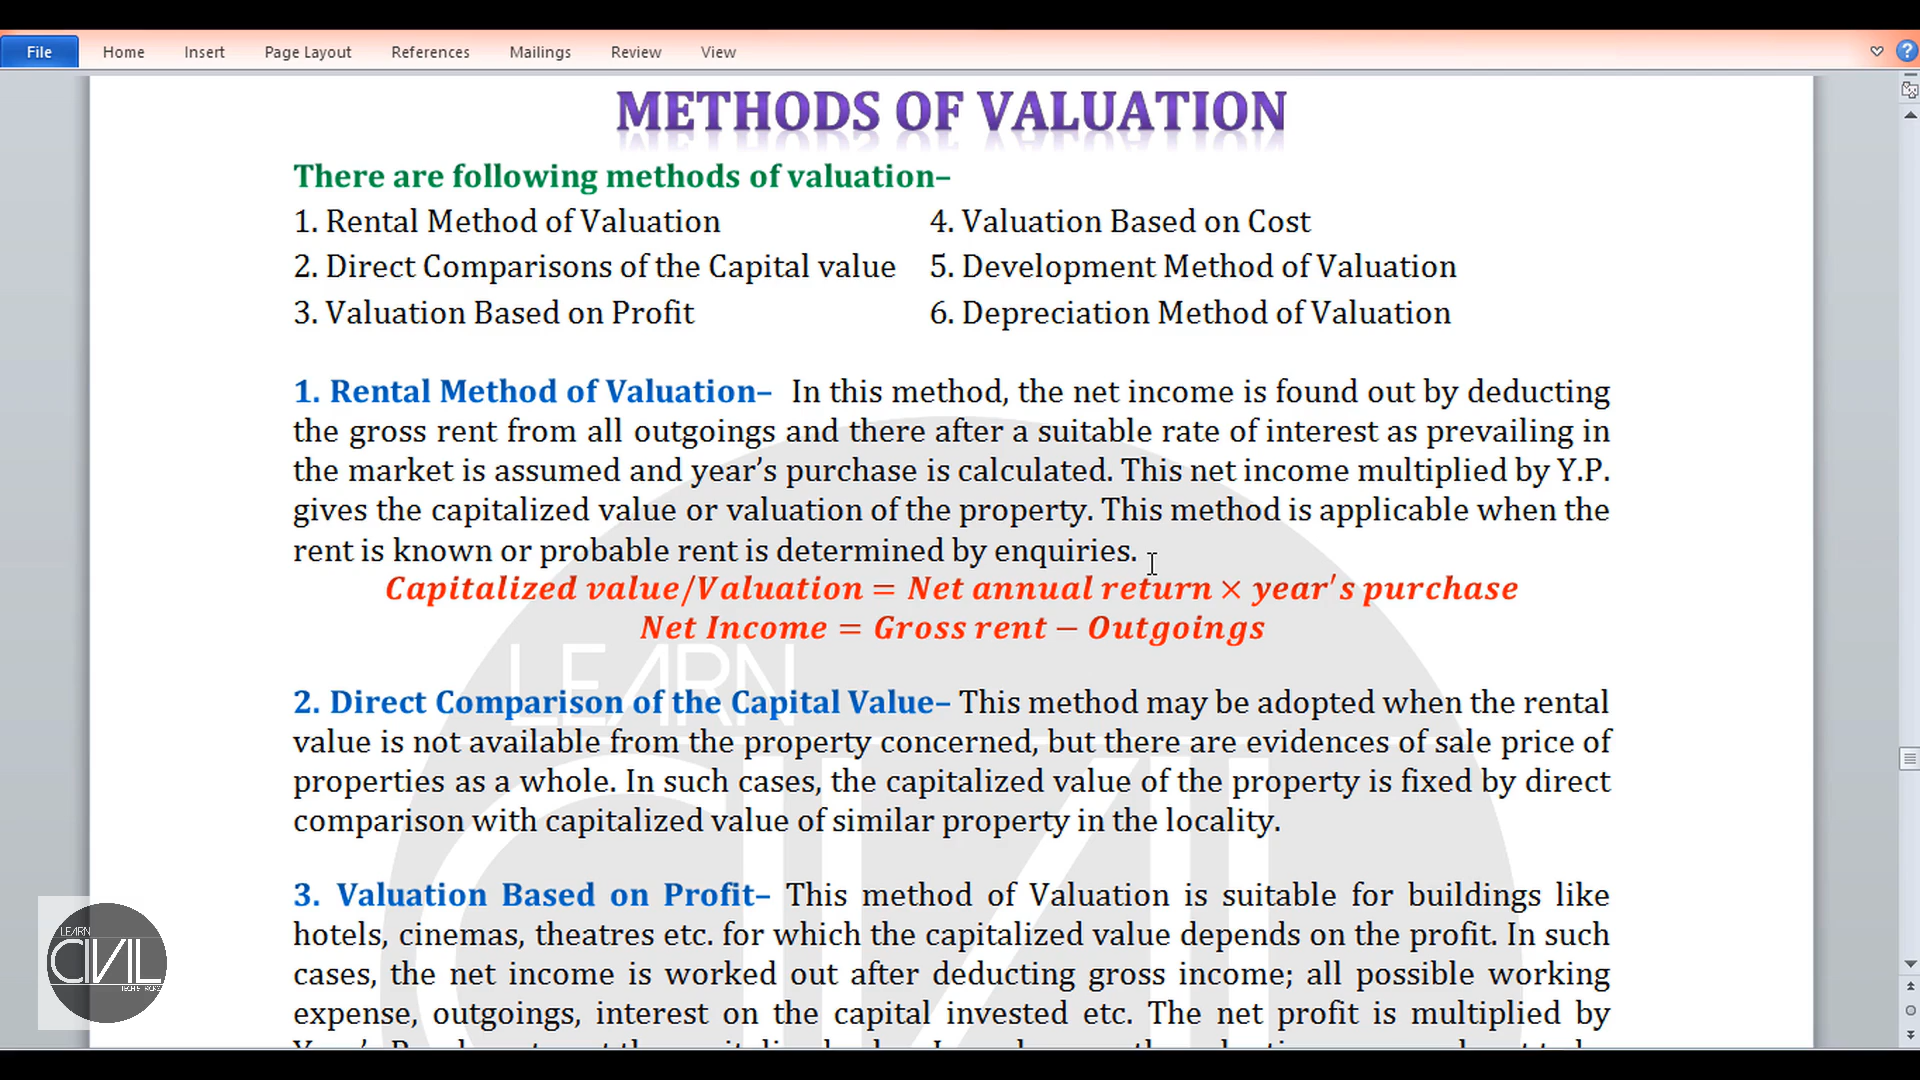 File Home Insert Page Layout References Mailings Review View
METHODS OF VALUATION
There are following methods of valuation–
1. Rental Method of Valuation 4. Valuation Based on Cost
2. Direct Comparisons of the Capital value 5. Development Method of Valuation
3. Valuation Based on Profit 6. Depreciation Method of Valuation
1. Rental Method of Valuation– In this method, the net income is found out by deducting
the gross rent from all outgoings and there after a suitable rate of interest as prevailing in
the market is assumed and year’s purchase is calculated. This net income multiplied by Y.P.
gives the capitalized value or valuation of the property. This method is applicable when the
rent is known or probable rent is determined by enquiries.
Capitalized value/Valuation = Net annual return × year's purchase
Net Income = Gross rent − Outgoings
LEARN
2. Direct Comparison of the Capital Value– This method may be adopted when the rental
value is not available from the property concerned, but there are evidences of sale price of
properties as a whole. In such cases, the capitalized value of the property is fixed by direct
comparison with capitalized value of similar property in the locality.
CIVIL
3. Valuation Based on Profit– This method of Valuation is suitable for buildings like
hotels, cinemas, theatres etc. for which the capitalized value depends on the profit. In such
cases, the net income is worked out after deducting gross income; all possible working
expense, outgoings, interest on the capital invested etc. The net profit is multiplied by
LEARN
CIVIL